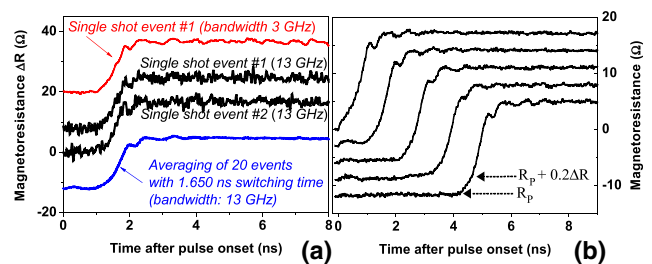 Magnetoresistance ΔR (Ω)
40
20
0
-20
Single shot event #1 (bandwidth 3 GHz)
Single shot event #1 (13 GHz)
Single shot event #2 (13 GHz)
Averaging of 20 events
with 1.650 ns switching time
(bandwidth: 13 GHz)
0 2 4 6 8
Time after pulse onset (ns)
(a)
20
10
0
-10
Magnetoresistance (Ω)
R_P + 0.2ΔR
R_P
0 2 4 6 8
Time after pulse onset (ns)
(b)